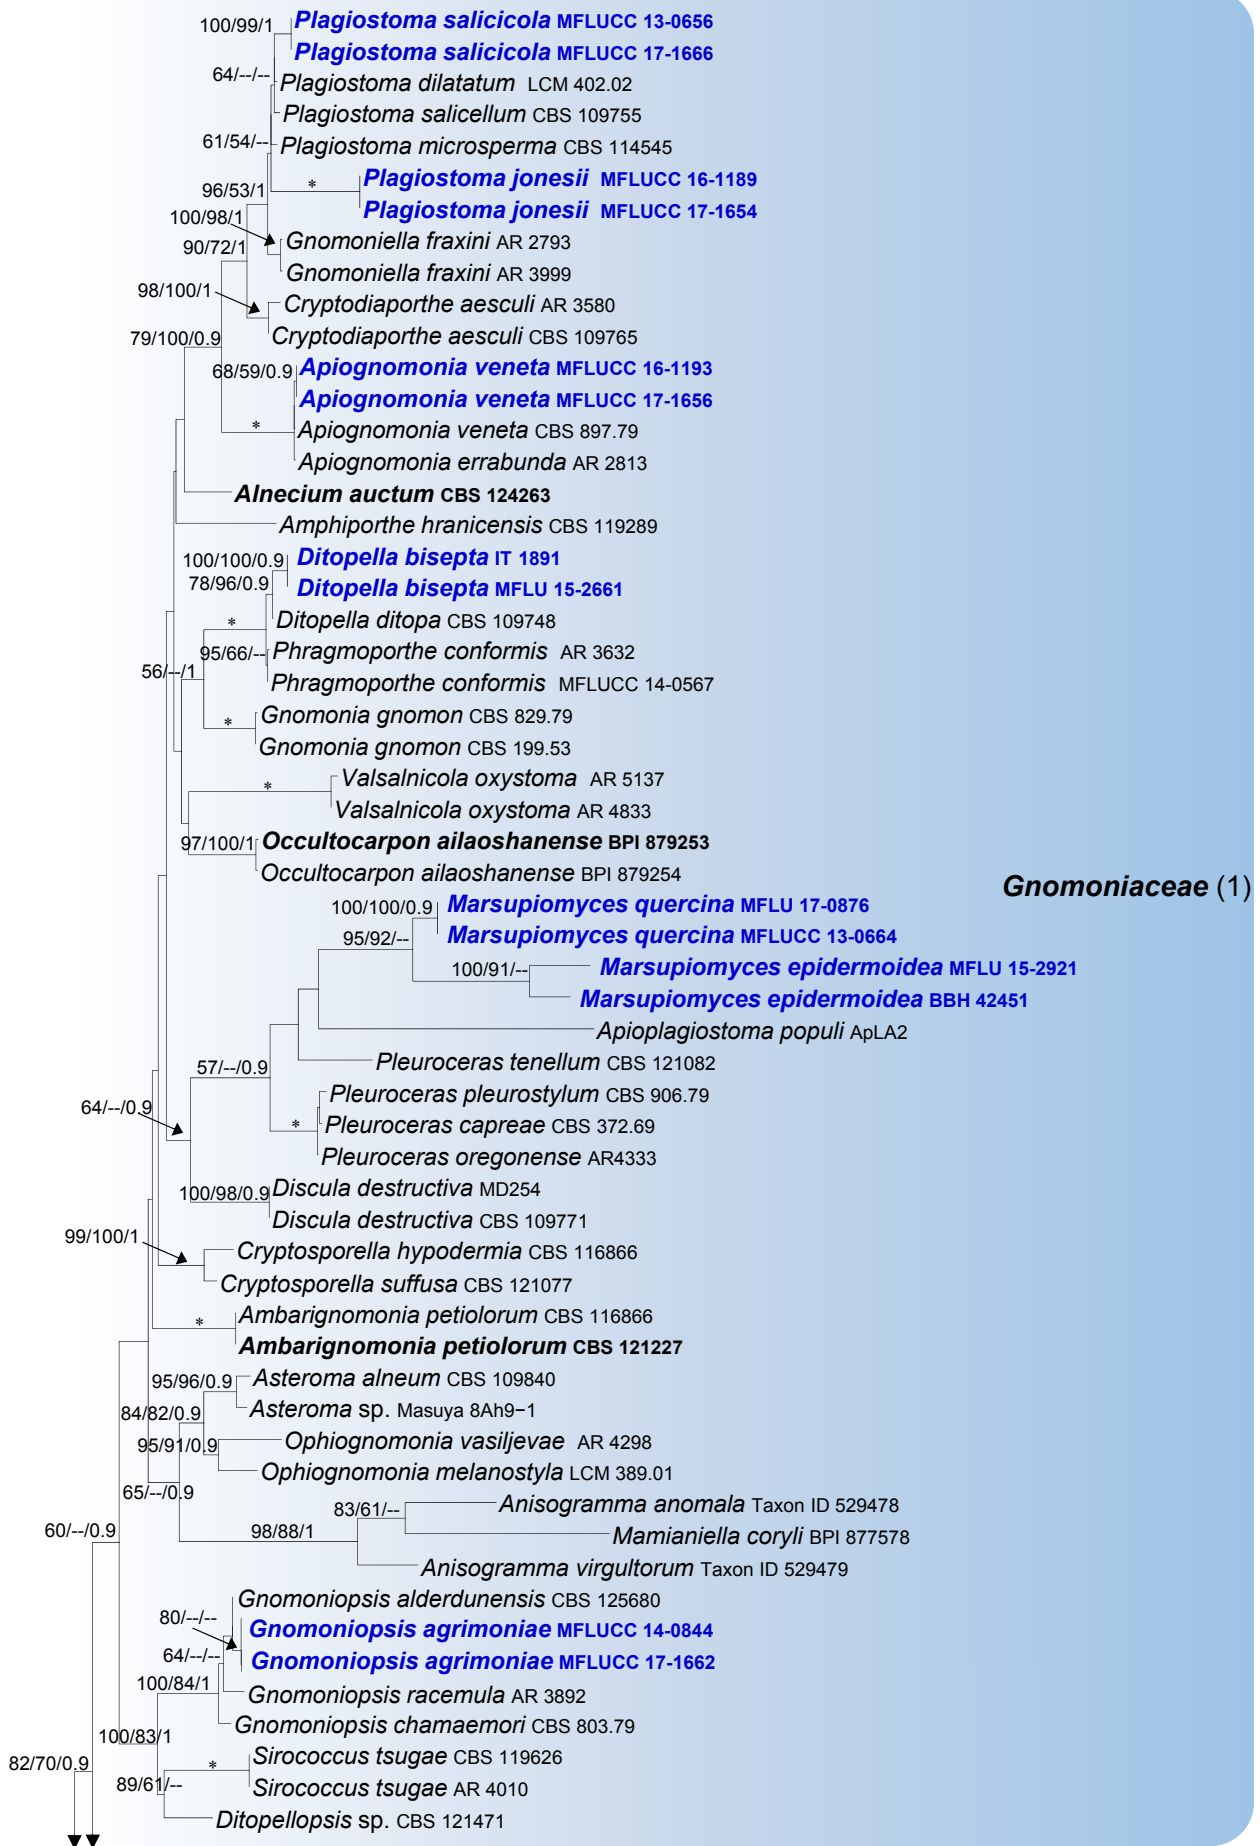 100/99/1
Plagiostoma salicicola MFLUCC 13-0656
Plagiostoma salicicola MFLUCC 17-1666
64/--/--
Plagiostoma dilatatum LCM 402.02
Plagiostoma salicellum CBS 109755
61/54/--
Plagiostoma microsperma CBS 114545
96/53/1
*
Plagiostoma jonesii MFLUCC 16-1189
Plagiostoma jonesii MFLUCC 17-1654
100/98/1
90/72/1
Gnomoniella fraxini AR 2793
Gnomoniella fraxini AR 3999
98/100/1
Cryptodiaporthe aesculi AR 3580
Cryptodiaporthe aesculi CBS 109765
79/100/0.9
68/59/0.9
Apiognomonia veneta MFLUCC 16-1193
Apiognomonia veneta MFLUCC 17-1656
*
Apiognomonia veneta CBS 897.79
Apiognomonia errabunda AR 2813
Alnecium auctum CBS 124263
Amphiporthe hranicensis CBS 119289
100/100/0.9
Ditopella bisepta IT 1891
78/96/0.9
Ditopella bisepta MFLU 15-2661
*
Ditopella ditopa CBS 109748
95/66/--
Phragmoporthe conformis AR 3632
56/--/1
Phragmoporthe conformis MFLUCC 14-0567
*
Gnomonia gnomon CBS 829.79
Gnomonia gnomon CBS 199.53
*
Valsalnicola oxystoma AR 5137
Valsalnicola oxystoma AR 4833
97/100/1
Occultocarpon ailaoshanense BPI 879253
Occultocarpon ailaoshanense BPI 879254
Gnomoniaceae (1)
100/100/0.9
Marsupiomyces quercina MFLU 17-0876
Marsupiomyces quercina MFLUCC 13-0664
95/92/--
100/91/--
Marsupiomyces epidermoidea MFLU 15-2921
Marsupiomyces epidermoidea BBH 42451
Apioplagiostoma populi ApLA2
57/--/0.9
Pleuroceras tenellum CBS 121082
Pleuroceras pleurostylum CBS 906.79
64/--/0.9
*
Pleuroceras capreae CBS 372.69
Pleuroceras oregonense AR4333
100/98/0.9
Discula destructiva MD254
Discula destructiva CBS 109771
99/100/1
Cryptosporella hypodermia CBS 116866
Cryptosporella suffusa CBS 121077
*
Ambarignomonia petiolorum CBS 116866
Ambarignomonia petiolorum CBS 121227
95/96/0.9
Asteroma alneum CBS 109840
84/82/0.9
Asteroma sp. Masuya 8Ah9−1
95/91/0.9
Ophiognomonia vasiljevae AR 4298
Ophiognomonia melanostyla LCM 389.01
65/--/0.9
83/61/--
Anisogramma anomala Taxon ID 529478
60/--/0.9
98/88/1
Mamianiella coryli BPI 877578
Anisogramma virgultorum Taxon ID 529479
Gnomoniopsis alderdunensis CBS 125680
80/--/--
Gnomoniopsis agrimoniae MFLUCC 14-0844
64/--/--
Gnomoniopsis agrimoniae MFLUCC 17-1662
100/84/1
Gnomoniopsis racemula AR 3892
Gnomoniopsis chamaemori CBS 803.79
100/83/1
*
Sirococcus tsugae CBS 119626
82/70/0.9
89/61/--
Sirococcus tsugae AR 4010
Ditopellopsis sp. CBS 121471